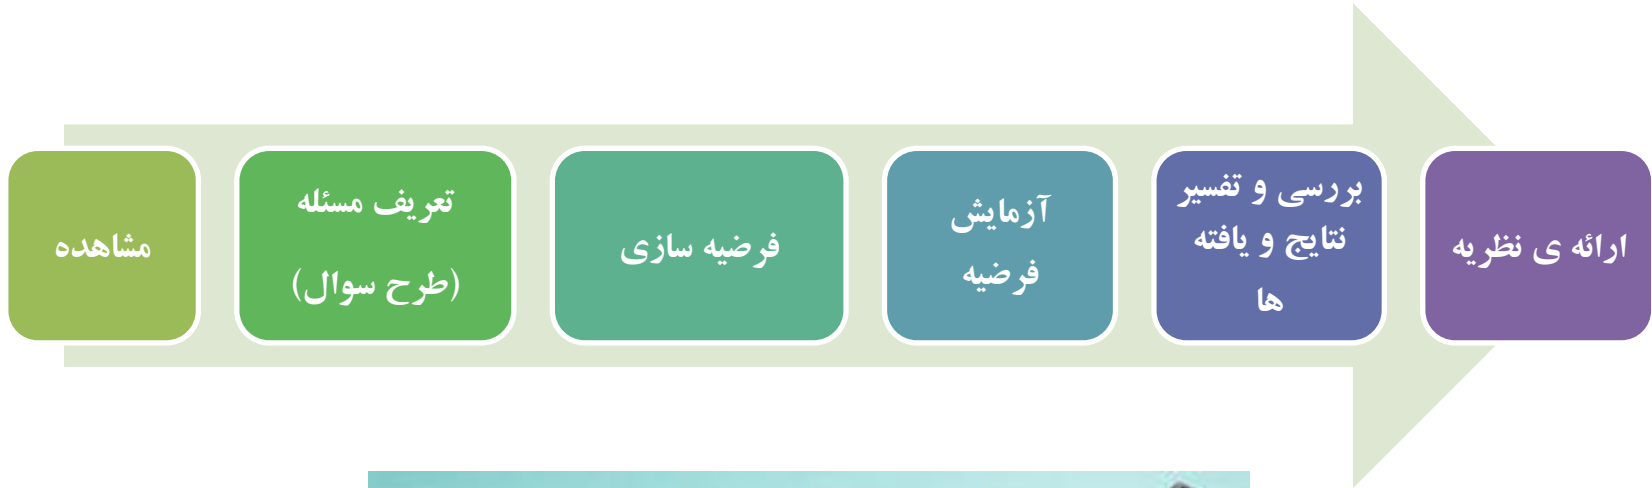 مشاهده
تعریف مسئله
(طرح سوال)
فرضیه سازی
آزمایش
فرضیه
بررسی و تفسیر
نتایج و یافته
ها
ارائه ی نظریه